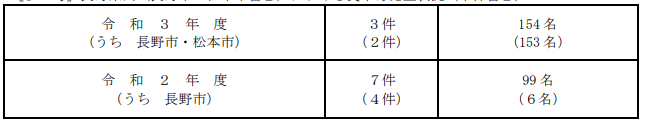 令 和 3 年 度 3件 154名
(うち 長野市・松本市) (2件) (153名)
令 和 2 年 度 7件 99名
(うち 長野市) (4件) (6名)